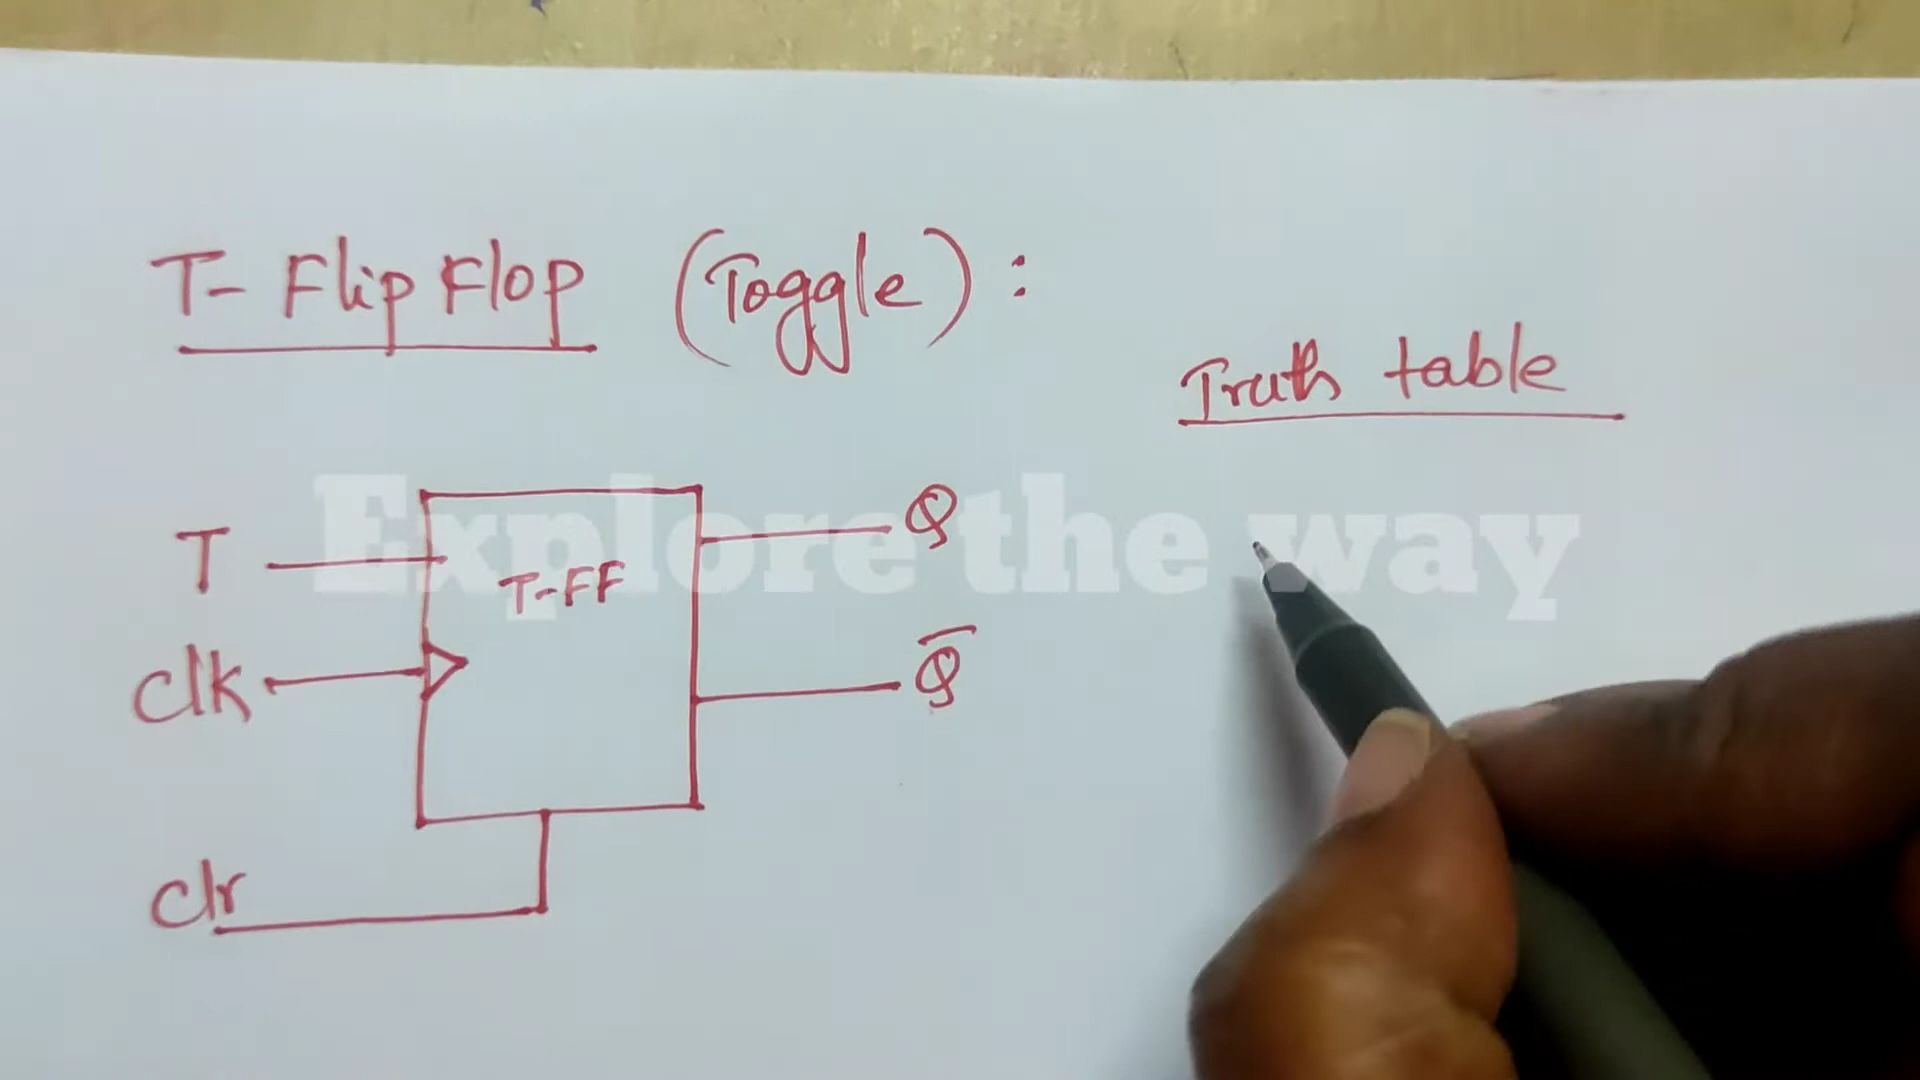 T- Flip Flop (Toggle) :
Truth table
Explore the way
T
T-FF
Q
Clk
Q̅
Clr